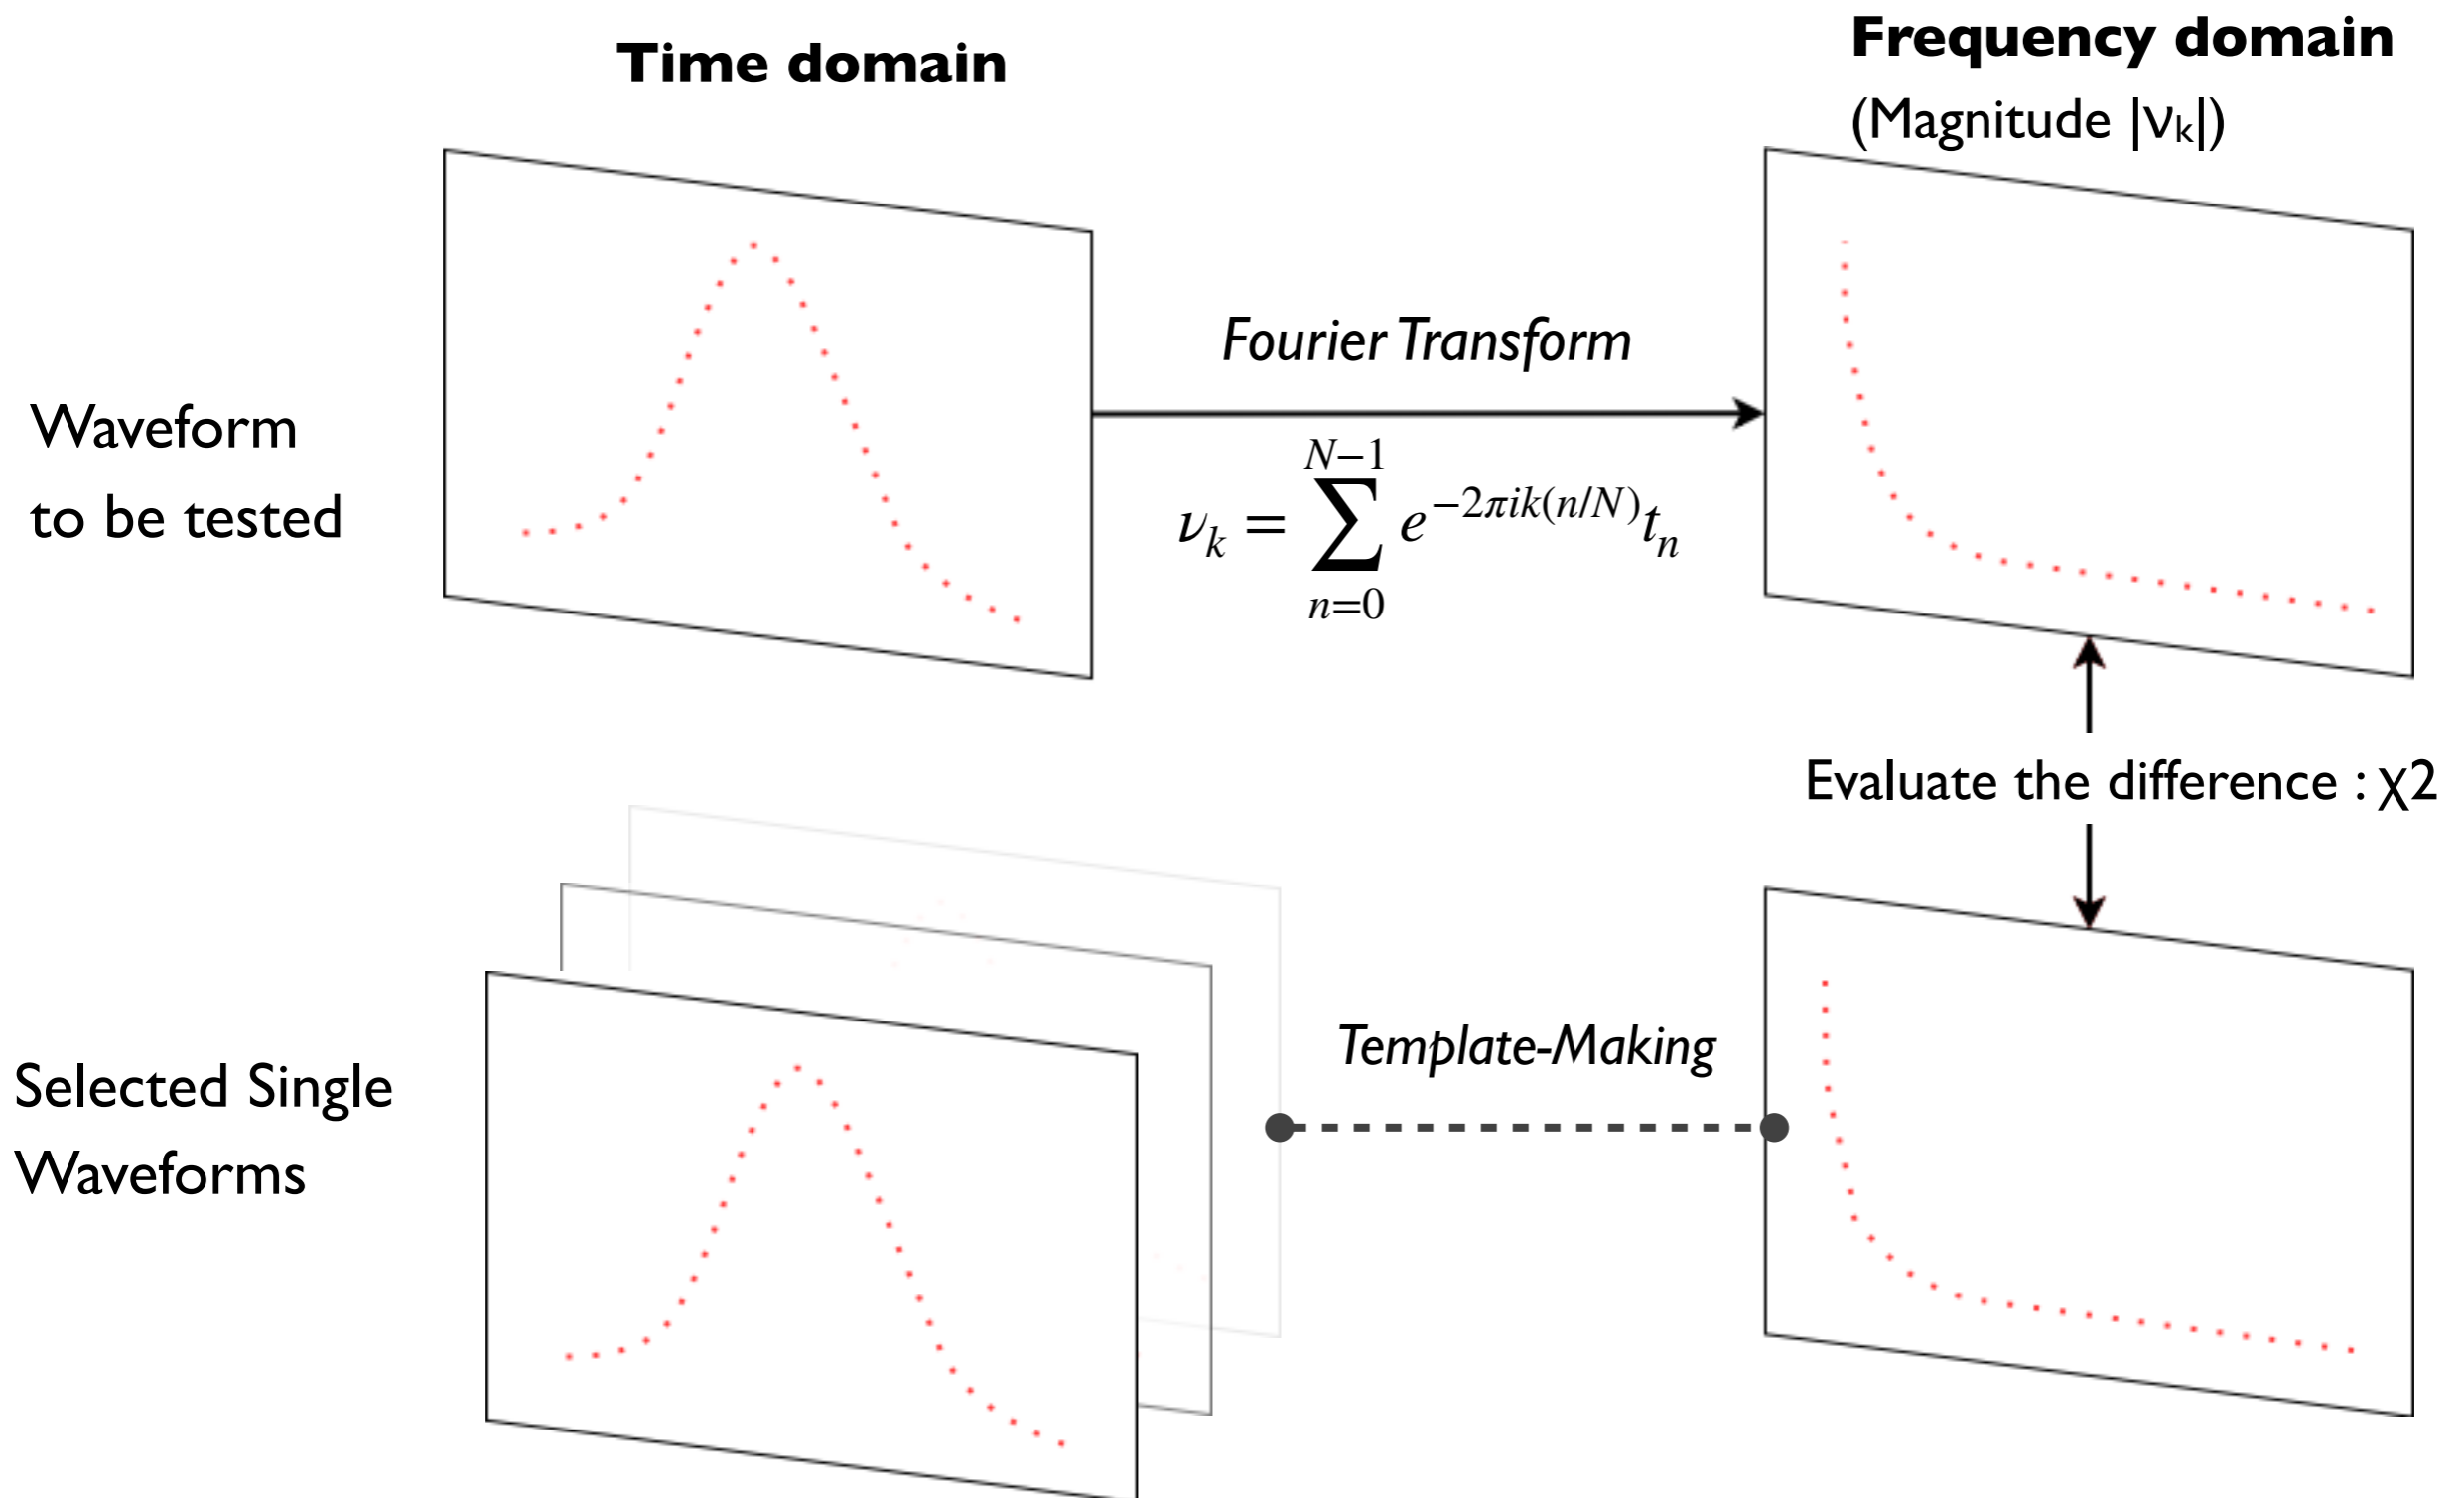 Time domain
Frequency domain
(Magnitude |νₖ|)
Waveform
to be tested
Fourier Transform
νₖ = ∑ₙ₌₀ᴺ⁻¹ e^{−2πik(n/N)} tₙ
Evaluate the difference : χ2
Selected Single
Waveforms
Template-Making